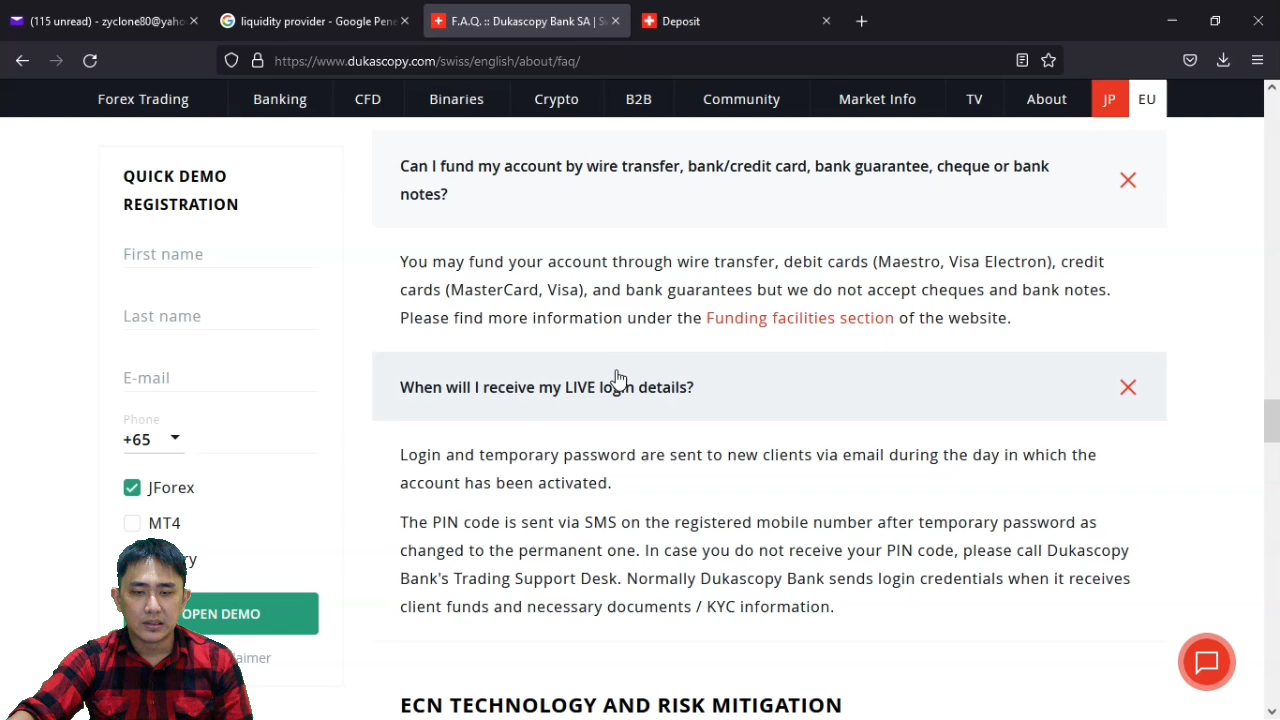 (115 unread) - zyclone80@yaho
liquidity provider - Google Pene
F.A.Q. :: Dukascopy Bank SA | S
Deposit
https://www.dukascopy.com/swiss/english/about/faq/
Forex Trading
Banking
CFD
Binaries
Crypto
B2B
Community
Market Info
TV
About
JP
EU
QUICK DEMO
REGISTRATION
First name
Last name
E-mail
Phone
+65
JForex
MT4
ry
OPEN DEMO
laimer
Can I fund my account by wire transfer, bank/credit card, bank guarantee, cheque or bank
notes?
You may fund your account through wire transfer, debit cards (Maestro, Visa Electron), credit
cards (MasterCard, Visa), and bank guarantees but we do not accept cheques and bank notes.
Please find more information under the Funding facilities section of the website.
When will I receive my LIVE login details?
Login and temporary password are sent to new clients via email during the day in which the
account has been activated.
The PIN code is sent via SMS on the registered mobile number after temporary password as
changed to the permanent one. In case you do not receive your PIN code, please call Dukascopy
Bank's Trading Support Desk. Normally Dukascopy Bank sends login credentials when it receives
client funds and necessary documents / KYC information.
ECN TECHNOLOGY AND RISK MITIGATION